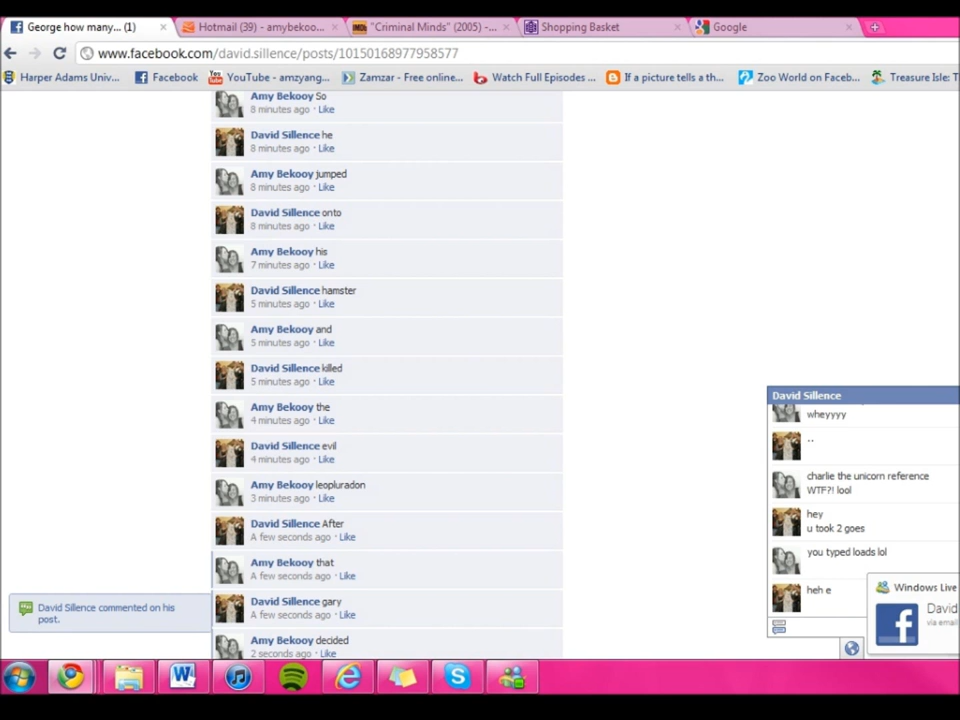 George how many... (1)
Hotmail (39) - amybekoo...
IMDb "Criminal Minds" (2005) - ...
Shopping Basket
Google
www.facebook.com/david.sillence/posts/10150168977958577
Harper Adams Univ...
Facebook
YouTube - amzyang...
Zamzar - Free online...
Watch Full Episodes ...
If a picture tells a th...
Zoo World on Faceb...
Treasure Isle: T
Amy Bekooy So
8 minutes ago · Like
David Sillence he
8 minutes ago · Like
Amy Bekooy jumped
8 minutes ago · Like
David Sillence onto
8 minutes ago · Like
Amy Bekooy his
7 minutes ago · Like
David Sillence hamster
5 minutes ago · Like
Amy Bekooy and
5 minutes ago · Like
David Sillence killed
5 minutes ago · Like
Amy Bekooy the
4 minutes ago · Like
David Sillence evil
4 minutes ago · Like
Amy Bekooy leopluradon
3 minutes ago · Like
David Sillence After
A few seconds ago · Like
Amy Bekooy that
A few seconds ago · Like
David Sillence gary
A few seconds ago · Like
Amy Bekooy decided
2 seconds ago · Like
David Sillence commented on his
post.
David Sillence
wheyyyy
..
charlie the unicorn reference
WTF?! lool
hey
u took 2 goes
you typed loads lol
heh e
Windows Live
David
via email